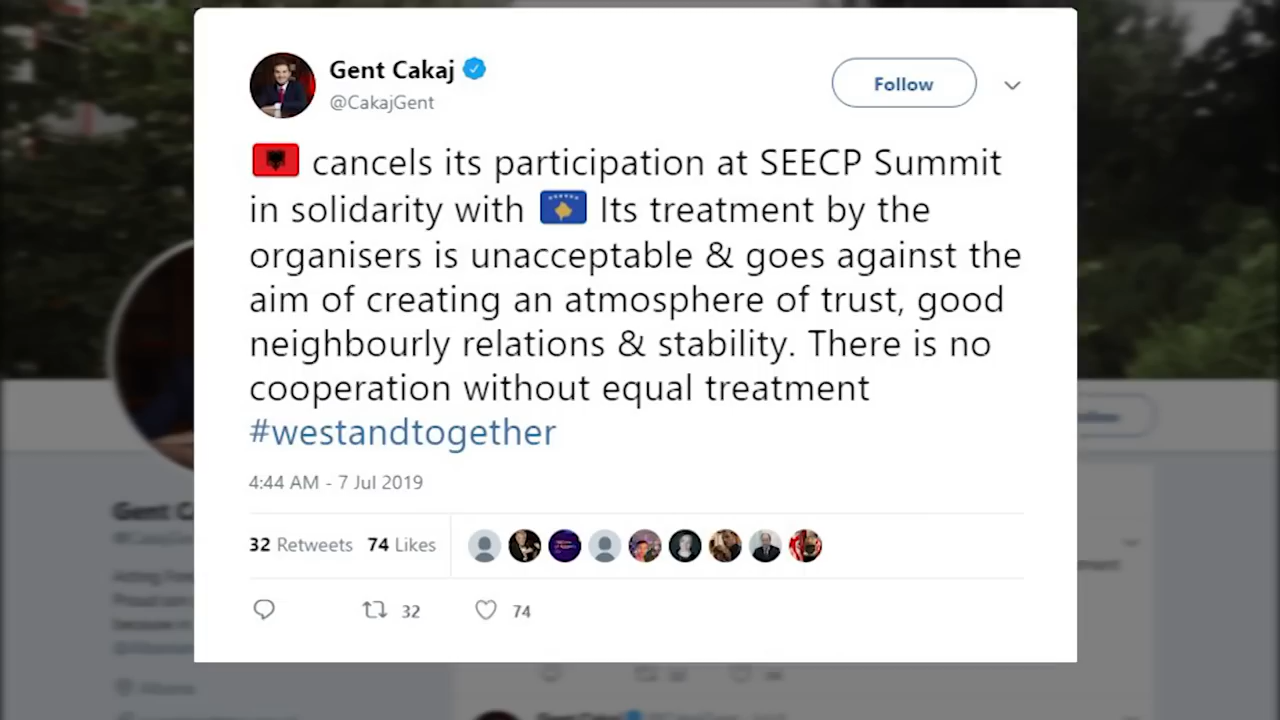 Gent Cakaj
@CakajGent
Follow
🇦🇱 cancels its participation at SEECP Summit
in solidarity with 🇽🇰 Its treatment by the
organisers is unacceptable & goes against the
aim of creating an atmosphere of trust, good
neighbourly relations & stability. There is no
cooperation without equal treatment
#westandtogether
4:44 AM - 7 Jul 2019
32 Retweets 74 Likes
32 74